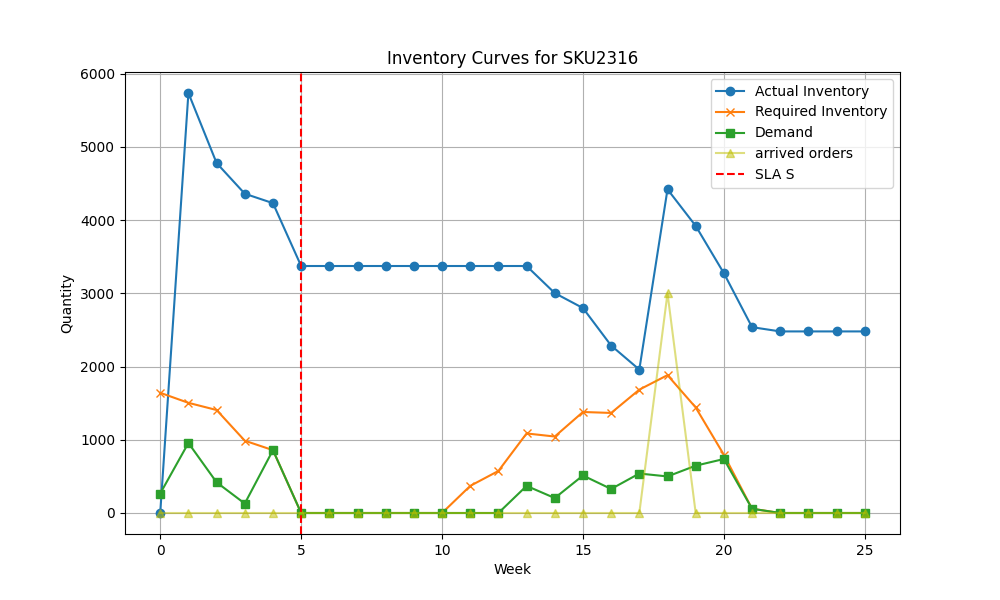 Inventory Curves for SKU2316
6000
5000
4000
3000
2000
1000
0
Quantity
Actual Inventory
Required Inventory
Demand
arrived orders
SLA S
0 5 10 15 20 25
Week